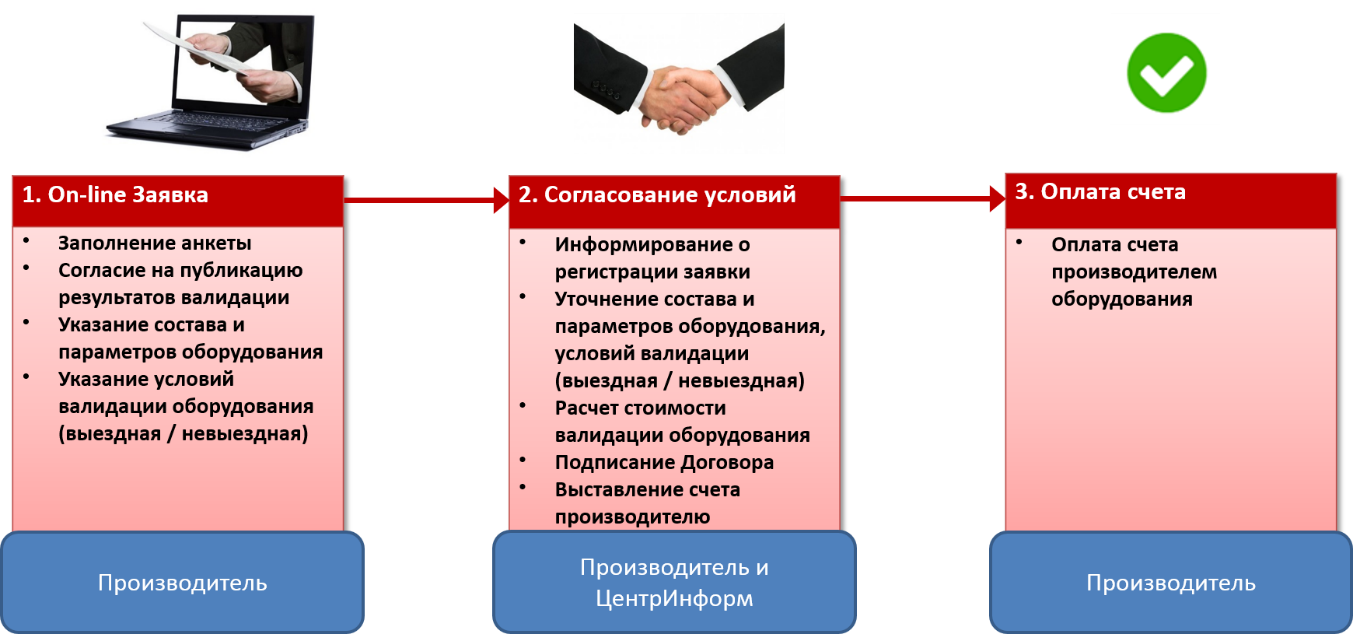 1. On-line Заявка
• Заполнение анкеты
• Согласие на публикацию
результатов валидации
• Указание состава и
параметров оборудования
• Указание условий
валидации оборудования
(выездная / невыездная)
Производитель
2. Согласование условий
• Информирование о
регистрации заявки
• Уточнение состава и
параметров оборудования,
условий валидации
(выездная / невыездная)
• Расчет стоимости
валидации оборудования
• Подписание Договора
• Выставление счета
производителю
Производитель и
ЦентрИнформ
3. Оплата счета
• Оплата счета
производителем
оборудования
Производитель